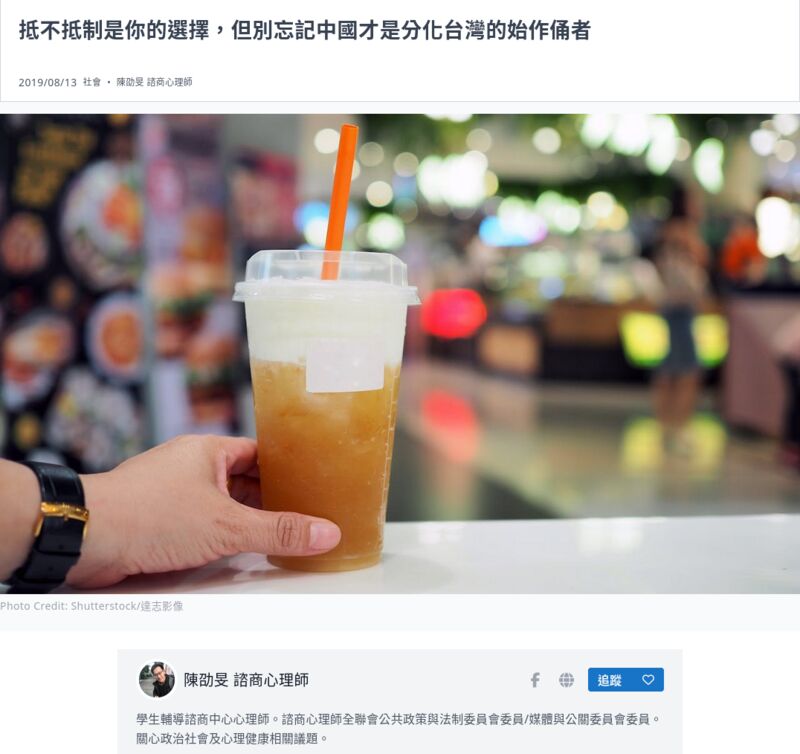 抵不抵制是你的選擇，但別忘記中國才是分化台灣的始作俑者
2019/08/13 社會 • 陳劭旻 諮商心理師
Photo Credit: Shutterstock/達志影像
陳劭旻 諮商心理師
追蹤
學生輔導諮商中心心理師。諮商心理師全聯會公共政策與法制委員會委員/媒體與公關委員會委員。
關心政治社會及心理健康相關議題。